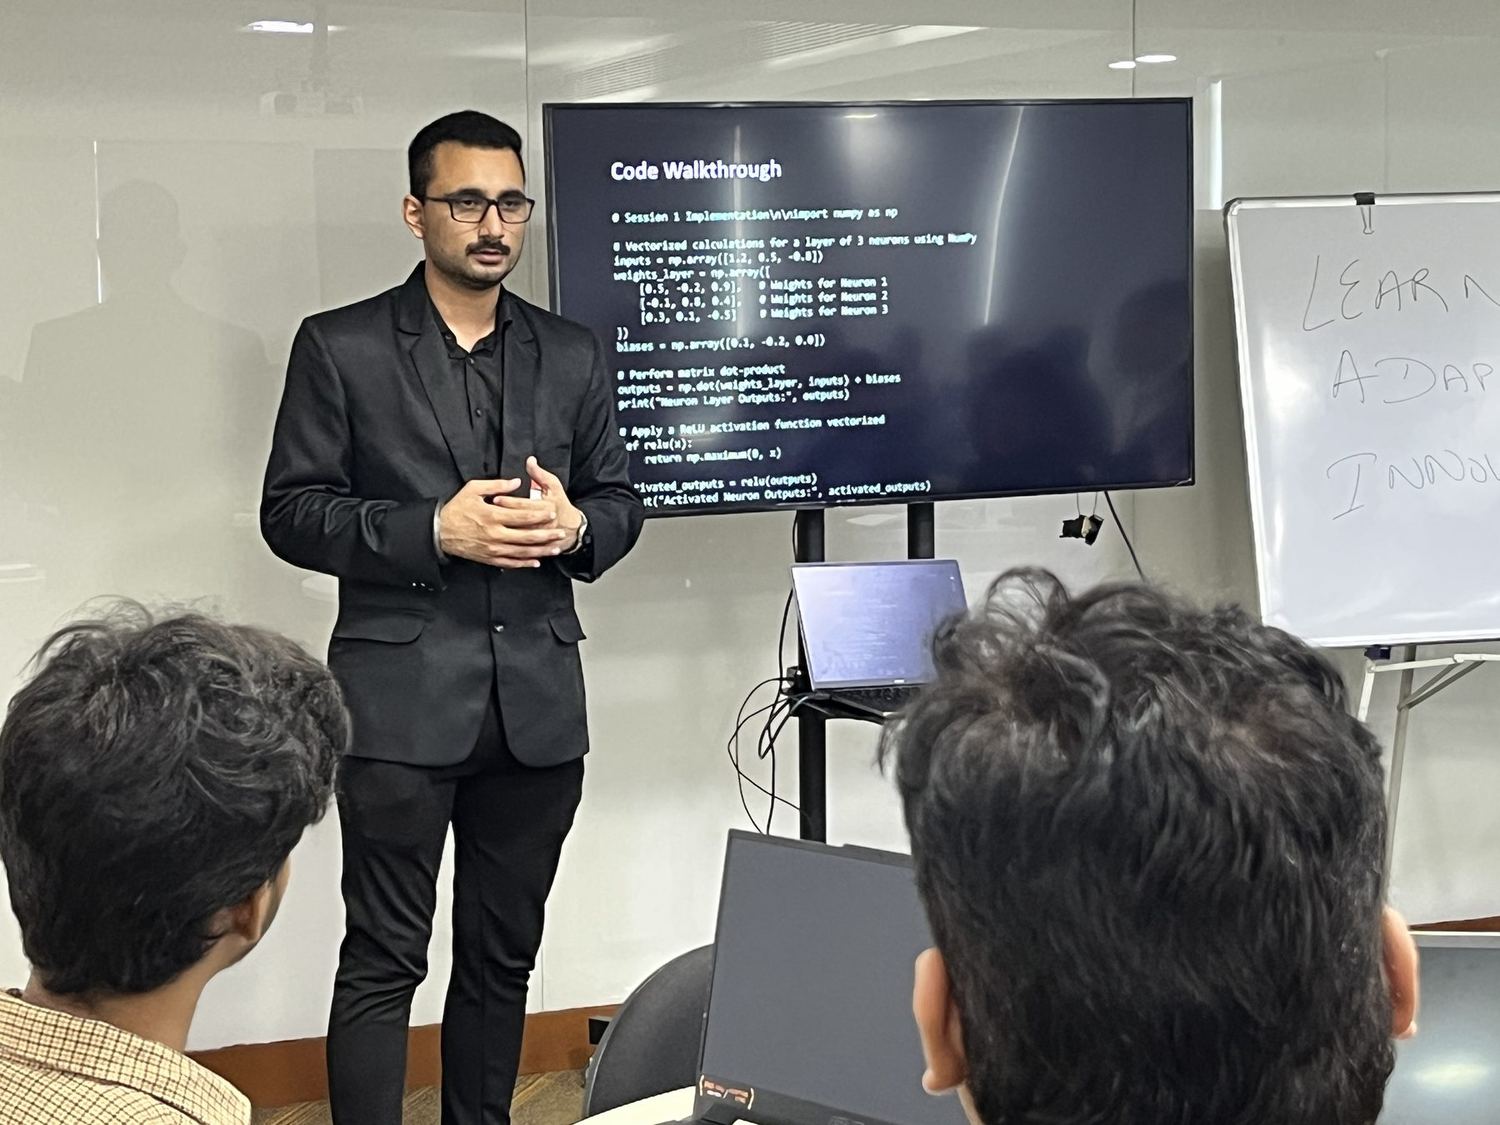 Code Walkthrough
# Session 1 Implementation\n\nimport numpy as np
# Vectorized calculations for a layer of 3 neurons using NumPy
inputs = np.array([1.2, 0.5, -0.8])
weights_layer = np.array([
[0.5, -0.2, 0.9], # Weights for Neuron 1
[-0.1, 0.8, 0.4], # Weights for Neuron 2
[0.3, 0.1, -0.5] # Weights for Neuron 3
])
biases = np.array([0.1, -0.2, 0.0])
# Perform matrix dot-product
outputs = np.dot(weights_layer, inputs) + biases
print("Neuron Layer Outputs:", outputs)
# Apply a ReLU activation function vectorized
ef relu(x):
return np.maximum(0, x)
tivated_outputs = relu(outputs)
nt("Activated Neuron Outputs:", activated_outputs)
LEARN
ADAP
INNOV